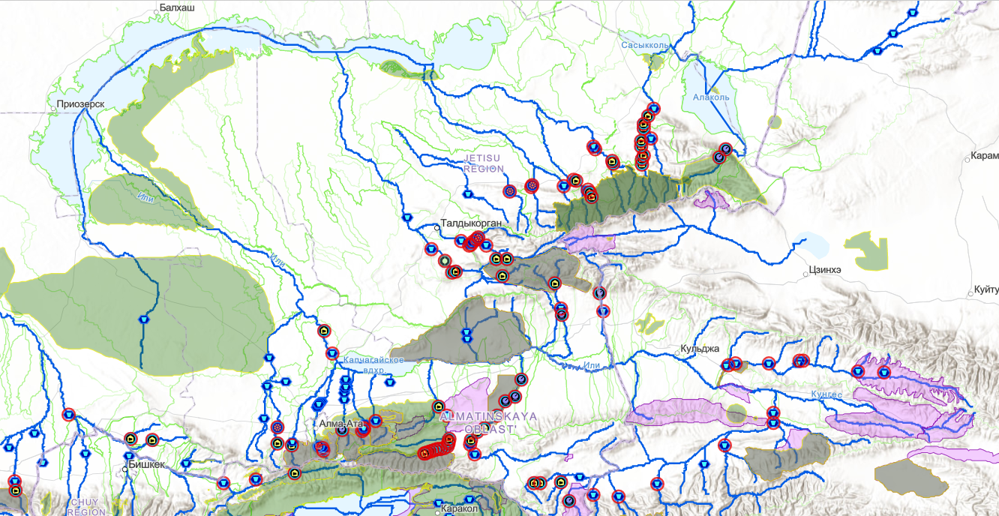 Балхаш
Сасыкколь
Приозерск
Алаколь
Карам
JETISU
REGION
Или
Талдыкорган
Или
Цзинхэ
Куйту
Кульджа
Капчагайское
вдхр.
Или
Кунгес
ALMATINSKAYA
OBLAST'
Алма-Ата
Бишкек
CHUY
REGION
Каракол